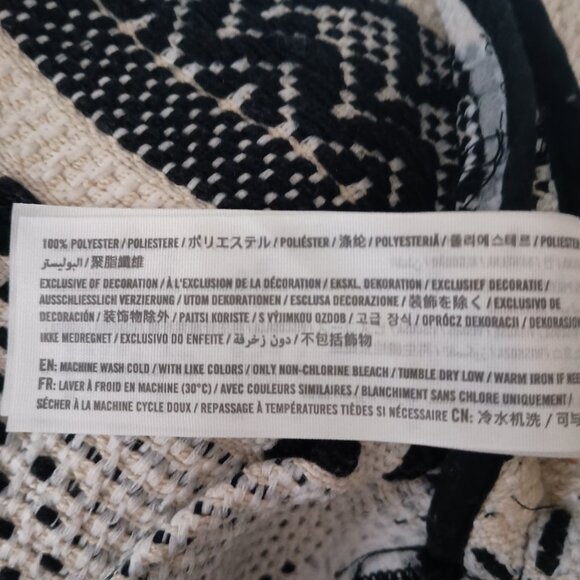 100% POLYESTER / POLIESTERE / ポリエステル / POLIÉSTER / 涤纶 / POLYESTERIÄ / 폴리에스테르 / POLIESTE
البوليستر / 聚脂纖維
EXCLUSIVE OF DECORATION / À L'EXCLUSION DE LA DÉCORATION / EKSKL. DEKORATION / EXCLUSIEF DECORATIE /
AUSSCHLIESSLICH VERZIERUNG / UTOM DEKORATIONEN / ESCLUSA DECORAZIONE / 装飾を除く / EXCLUSIVO DE
DECORACIÓN / 装饰物除外 / PAITSI KORISTE / S VÝJIMKOU OZDOB / 고급 장식 / OPRÓCZ DEKORACJI / DEKORASJON
IKKE MEDREGNET / EXCLUSIVO DO ENFEITE / دون زخرفة / 不包括飾物
EN: MACHINE WASH COLD / WITH LIKE COLORS / ONLY NON-CHLORINE BLEACH / TUMBLE DRY LOW / WARM IRON IF NEE
FR: LAVER À FROID EN MACHINE (30°C) / AVEC COULEURS SIMILAIRES / BLANCHIMENT SANS CHLORE UNIQUEMENT /
SÉCHER À LA MACHINE CYCLE DOUX / REPASSAGE À TEMPÉRATURES TIÈDES SI NÉCESSAIRE CN: 冷水机洗 / 可与